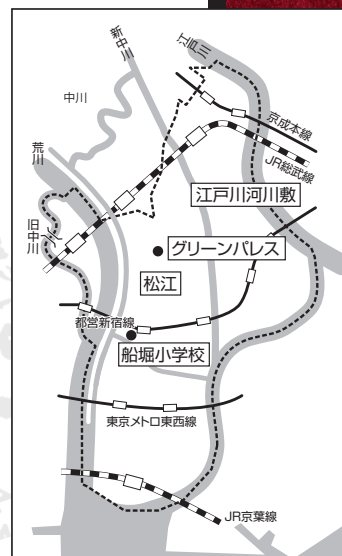 新中川
江戸川
中川
京成本線
荒川
JR総武線
江戸川河川敷
旧中川
グリーンパレス
松江
都営新宿線
船堀小学校
東京メトロ東西線
JR京葉線